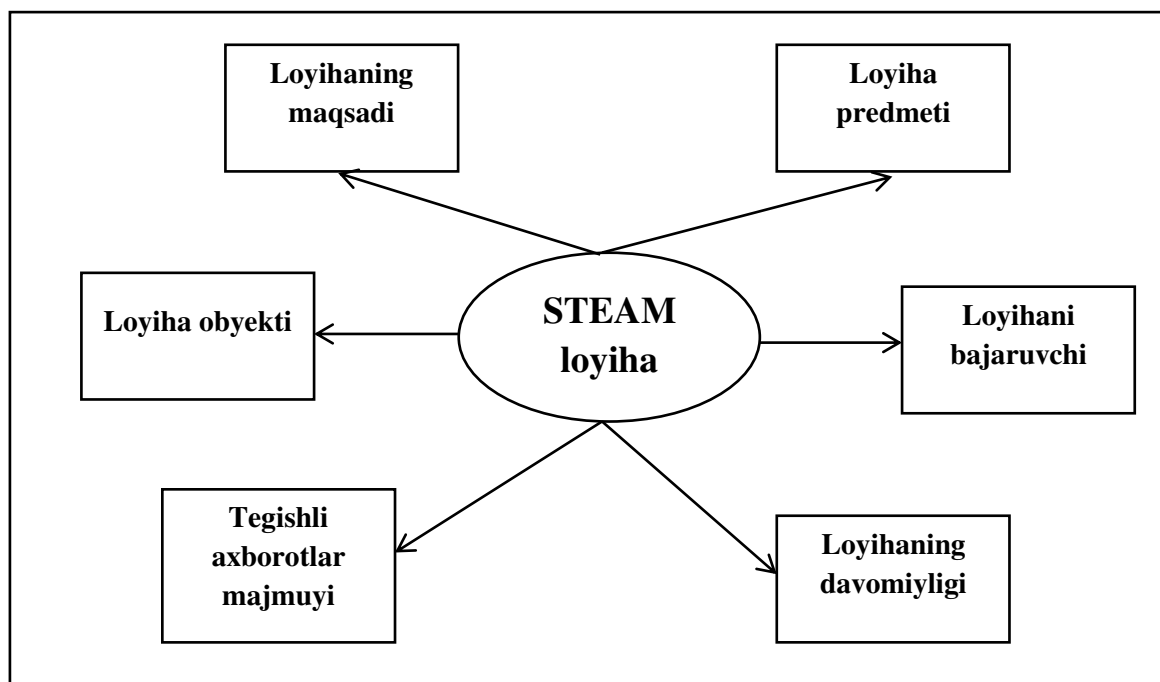 Loyihaning
maqsadi
Loyiha
predmeti
Loyiha obyekti
STEAM
loyiha
Loyihani
bajaruvchi
Tegishli
axborotlar
majmuyi
Loyihaning
davomiyligi